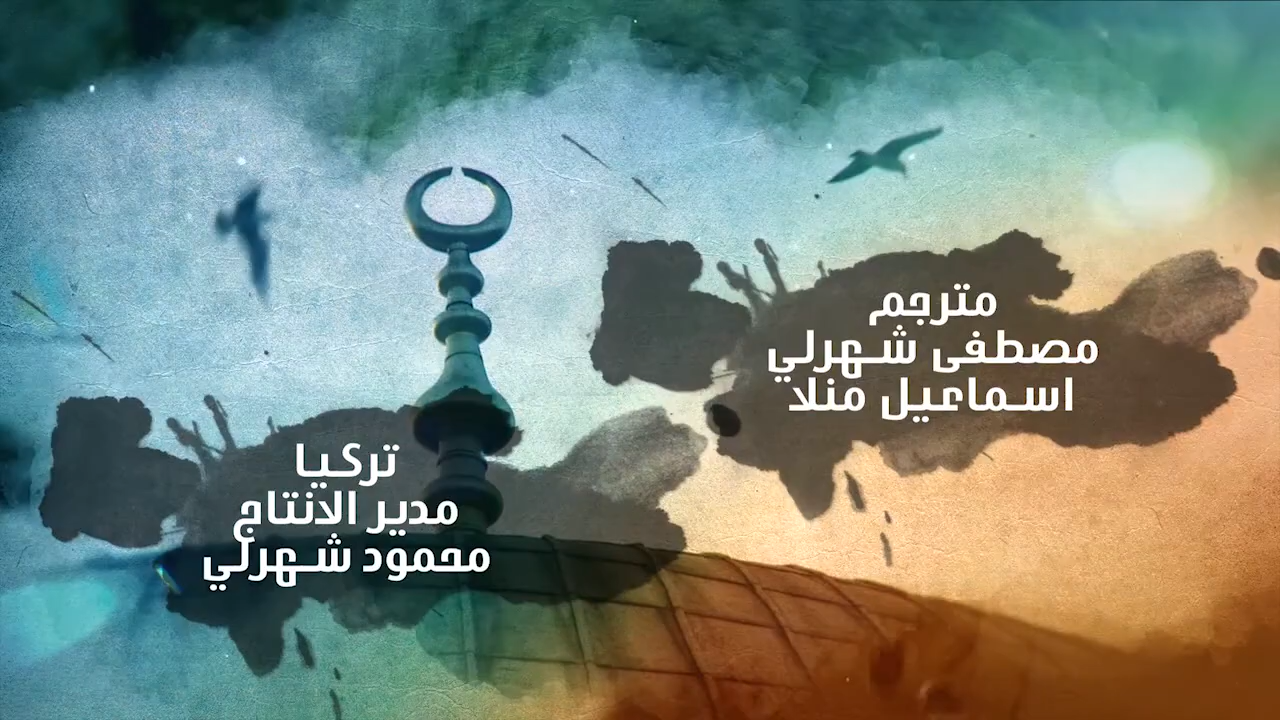 مترجم
مصطفى شهرلي
اسماعيل منلا
تركيا
مدير الانتاج
محمود شهرلي